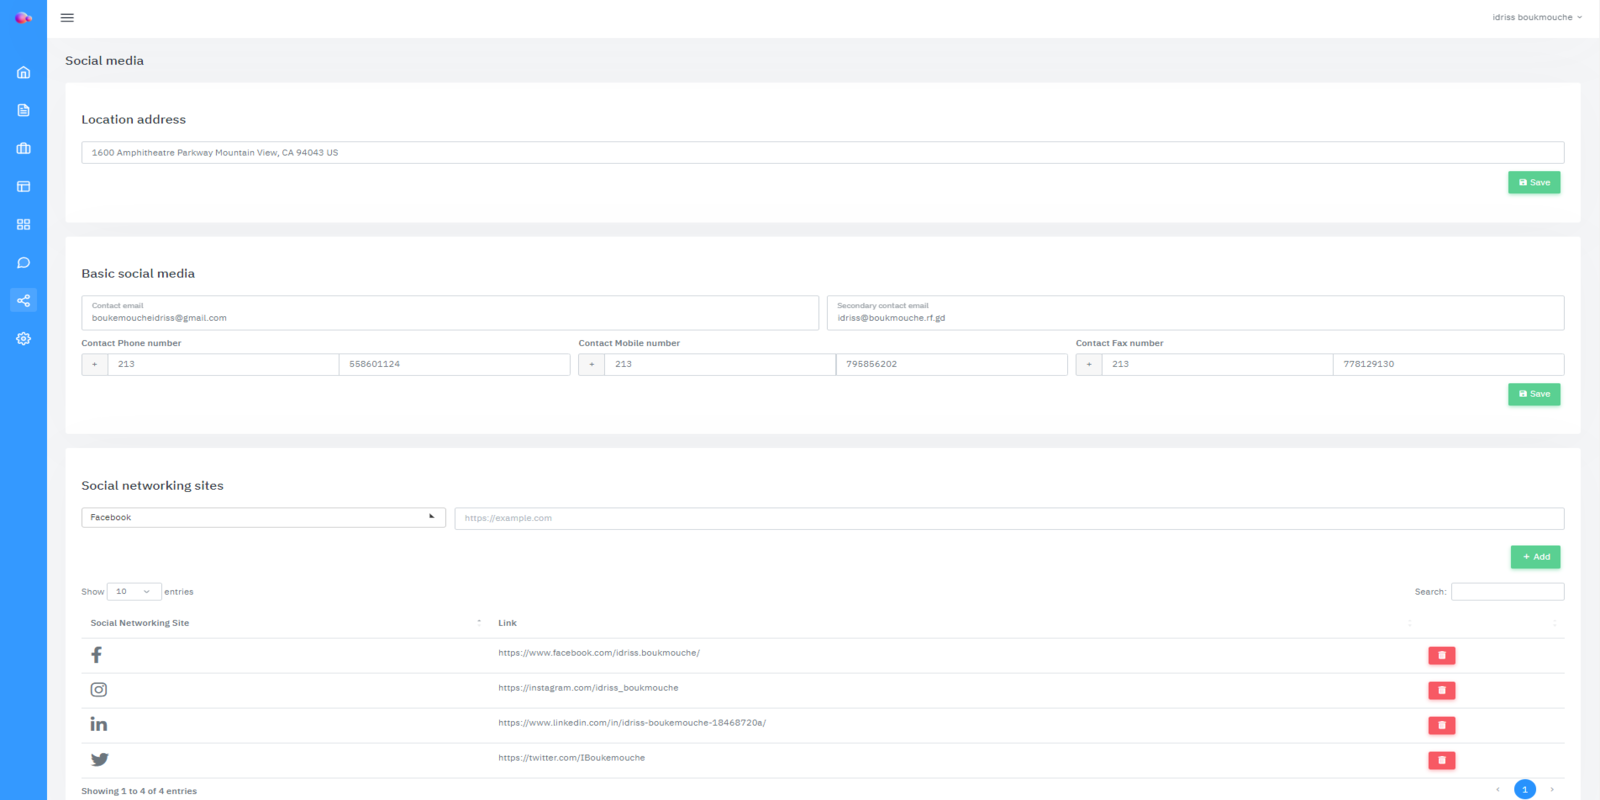 idriss boukmouche
Social media
Location address
1600 Amphitheatre Parkway Mountain View, CA 94043 US
Save
Basic social media
Contact email
boukemoucheidriss@gmail.com
Secondary contact email
idriss@boukmouche.rf.gd
Contact Phone number
+ 213 558601124
Contact Mobile number
+ 213 795856202
Contact Fax number
+ 213 778129130
Save
Social networking sites
Facebook
https://example.com
+ Add
Show 10 entries
Search:
Social Networking Site Link
https://www.facebook.com/idriss.boukmouche/
https://instagram.com/idriss_boukmouche
https://www.linkedin.com/in/idriss-boukemouche-18468720a/
https://twitter.com/IBoukemouche
Showing 1 to 4 of 4 entries
‹ 1 ›